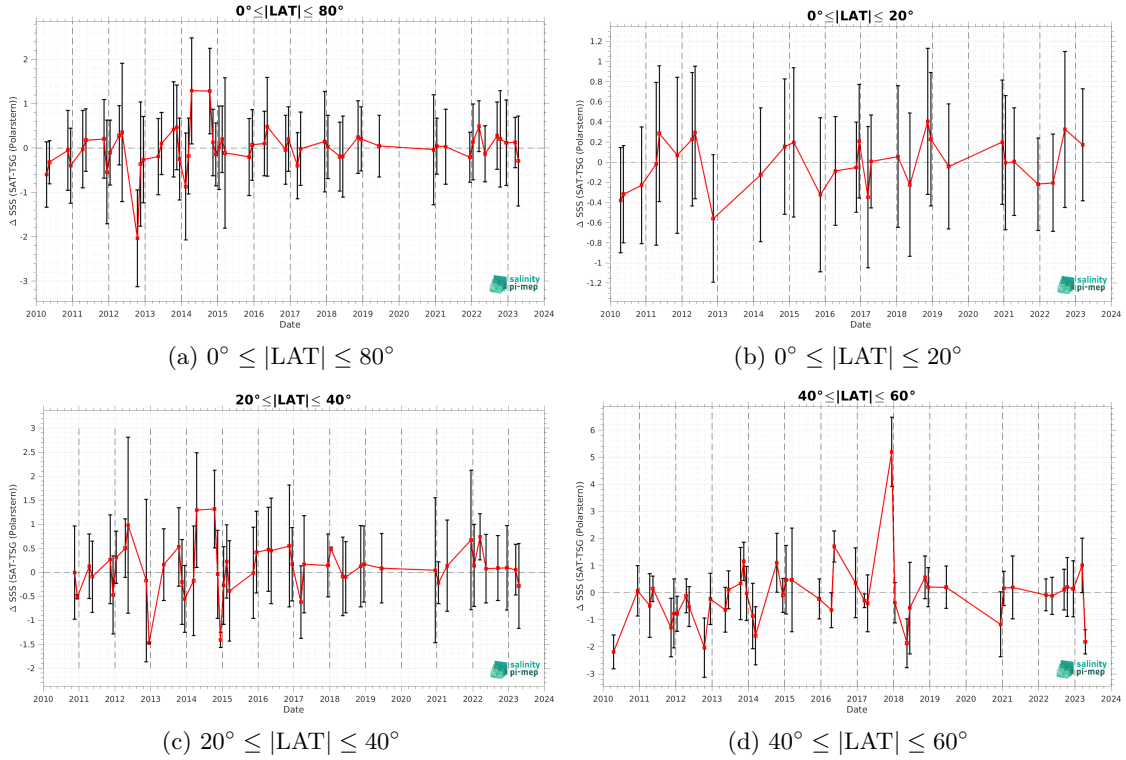 0°≤|LAT|≤ 80°
Δ SSS (SAT-TSG (Polarstern))
2
1
0
-1
-2
-3
2010 2011 2012 2013 2014 2015 2016 2017 2018 2019 2020 2021 2022 2023 2024
Date
salinity
pi-mep
(a) 0° ≤ |LAT| ≤ 80°
0°≤|LAT|≤ 20°
Δ SSS (SAT-TSG (Polarstern))
1.2
1
0.8
0.6
0.4
0.2
0
-0.2
-0.4
-0.6
-0.8
-1
-1.2
2010 2011 2012 2013 2014 2015 2016 2017 2018 2019 2020 2021 2022 2023 2024
Date
salinity
pi-mep
(b) 0° ≤ |LAT| ≤ 20°
20°≤|LAT|≤ 40°
Δ SSS (SAT-TSG (Polarstern))
3
2.5
2
1.5
1
0.5
0
-0.5
-1
-1.5
-2
2010 2011 2012 2013 2014 2015 2016 2017 2018 2019 2020 2021 2022 2023 2024
Date
salinity
pi-mep
(c) 20° ≤ |LAT| ≤ 40°
40°≤|LAT|≤ 60°
Δ SSS (SAT-TSG (Polarstern))
6
5
4
3
2
1
0
-1
-2
-3
2010 2011 2012 2013 2014 2015 2016 2017 2018 2019 2020 2021 2022 2023 2024
Date
salinity
pi-mep
(d) 40° ≤ |LAT| ≤ 60°